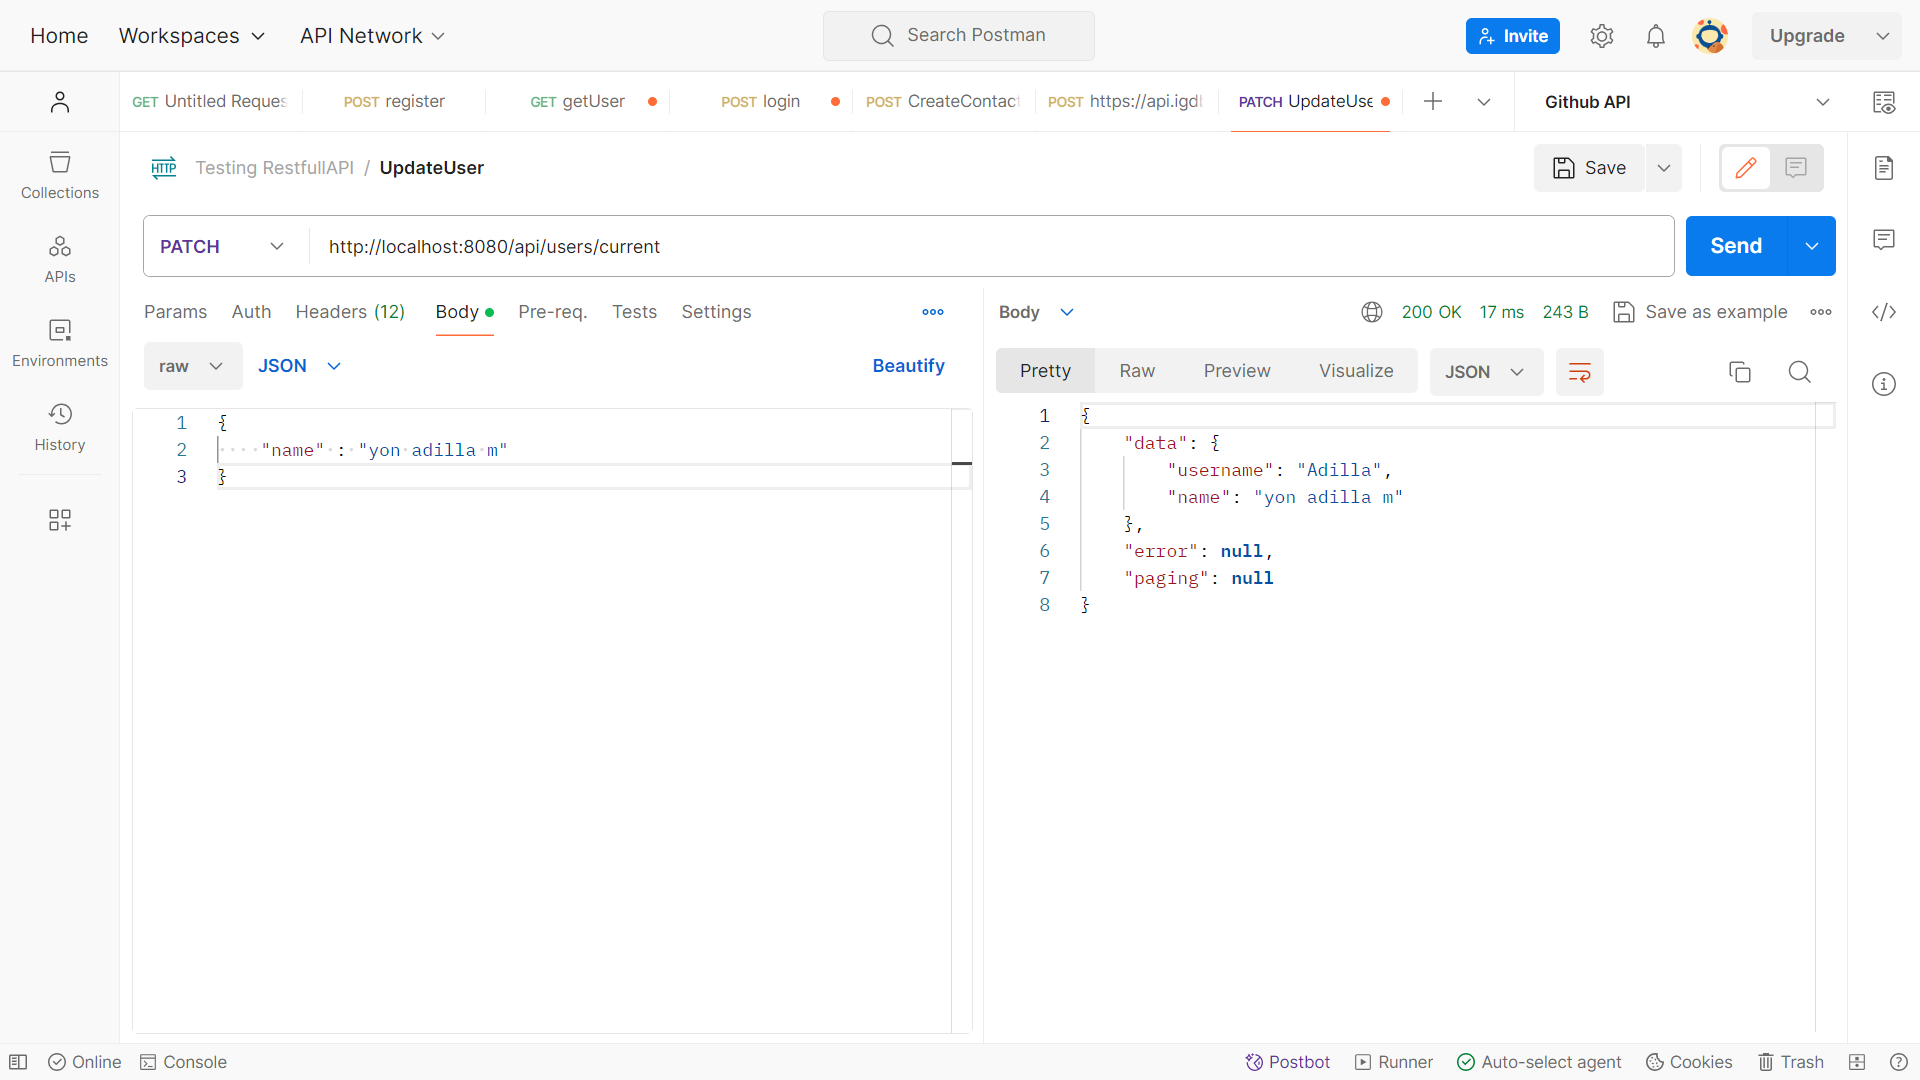 Home Workspaces API Network Search Postman Invite Upgrade
GET Untitled Reques POST register GET getUser POST login POST CreateContac POST https://api.igdl PATCH UpdateUse Github API
HTTP Testing RestfullAPI / UpdateUser Save
Collections
PATCH http://localhost:8080/api/users/current Send
APIs
Params Auth Headers (12) Body Pre-req. Tests Settings Body 200 OK 17 ms 243 B Save as example
Environments
raw JSON Beautify Pretty Raw Preview Visualize JSON
History
1 {
2 "name" : "yon adilla m"
3 }
1 {
2 "data": {
3 "username": "Adilla",
4 "name": "yon adilla m"
5 },
6 "error": null,
7 "paging": null
8 }
Online Console Postbot Runner Auto-select agent Cookies Trash